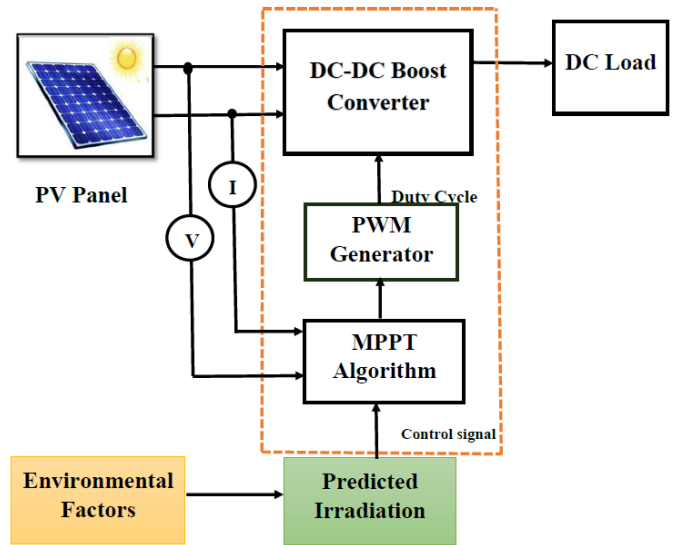 DC-DC Boost
Converter
DC Load
PV Panel
I
V
Duty Cycle
PWM
Generator
MPPT
Algorithm
Control signal
Environmental
Factors
Predicted
Irradiation